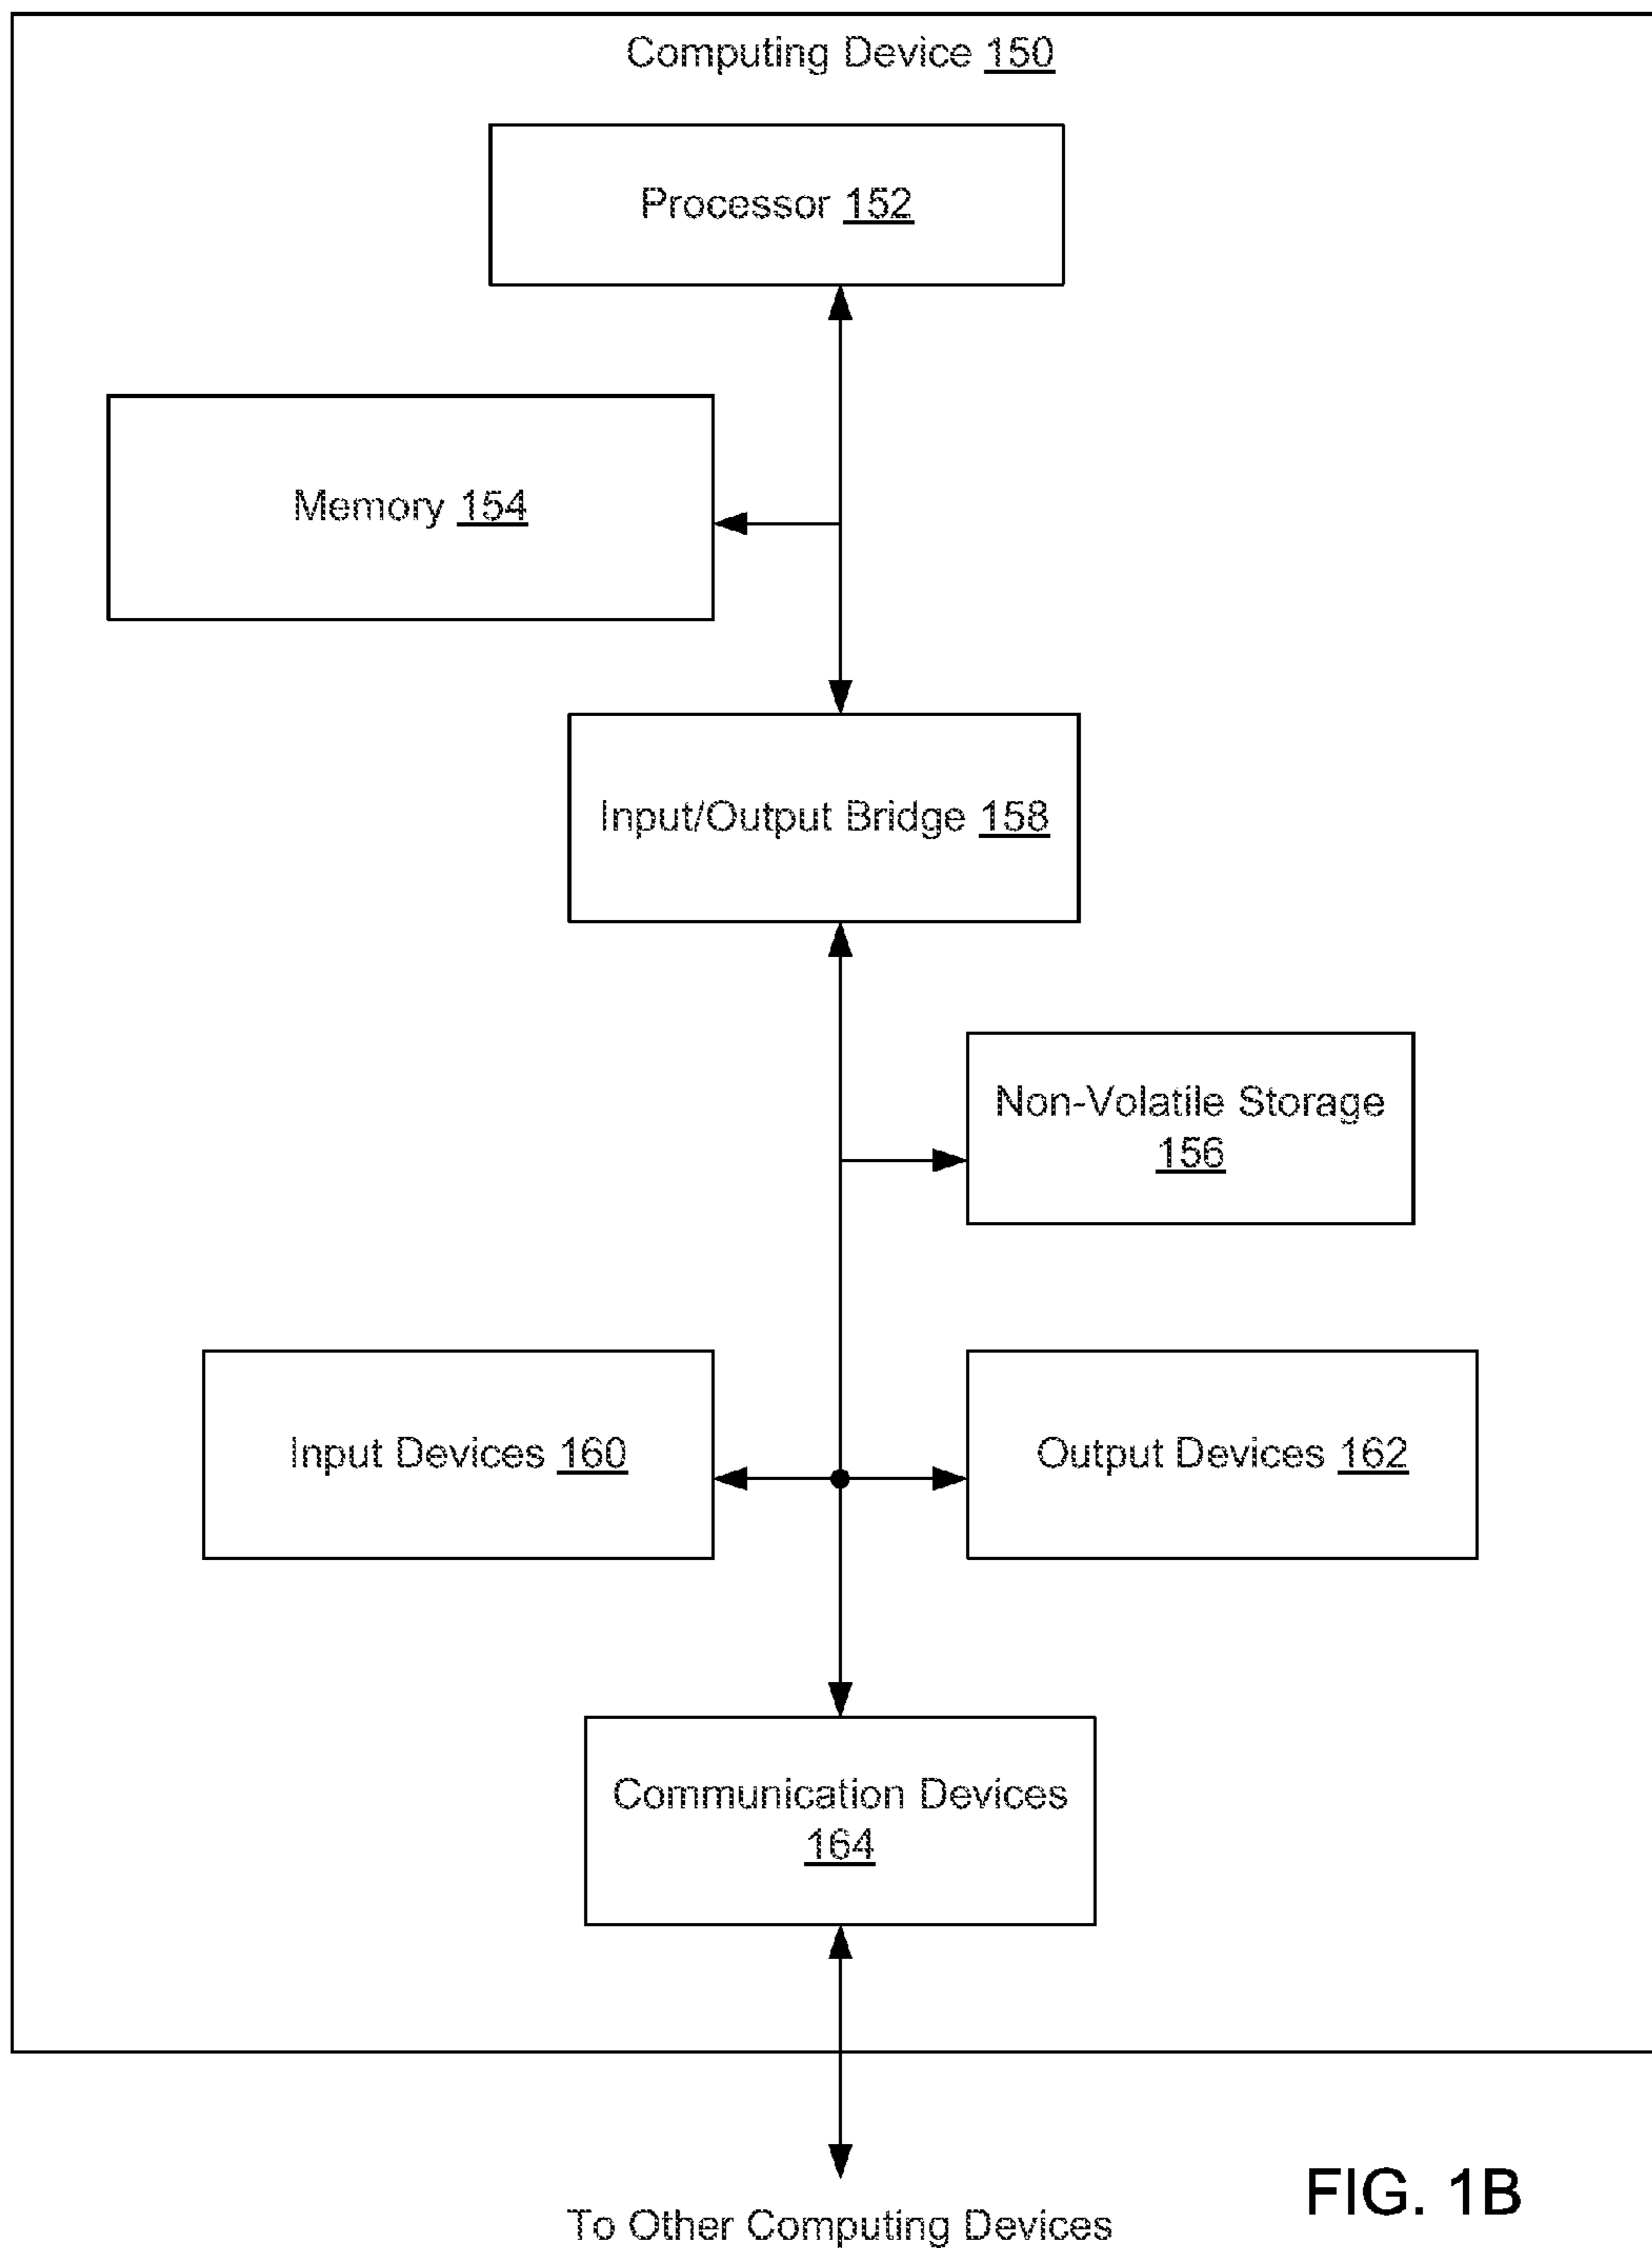 Computing Device 150
Processor 152
Memory 154
Input/Output Bridge 158
Non-Volatile Storage
156
Input Devices 160
Output Devices 162
Communication Devices
164
To Other Computing Devices
FIG. 1B